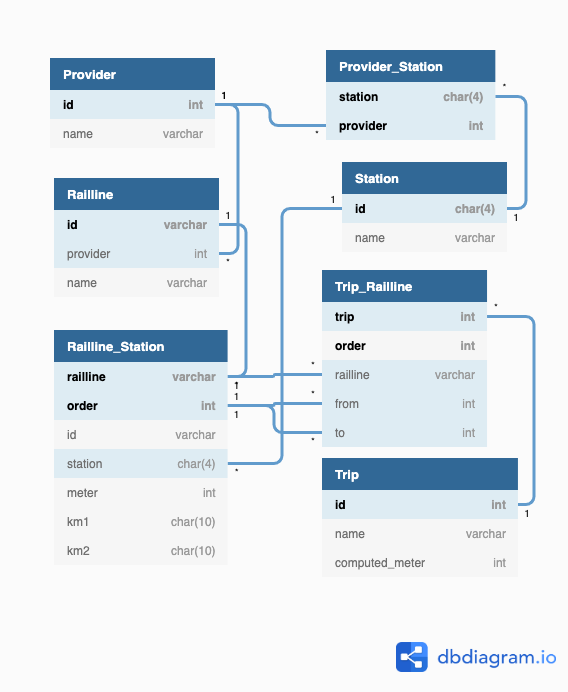 Provider
id int
name varchar
1
*
Provider_Station
station char(4)
provider int
*
Station
id char(4)
name varchar
1
1
Railline
id varchar
provider int
name varchar
1
*
Trip_Railline
trip int
order int
railline varchar
from int
to int
*
*
*
*
Railline_Station
railline varchar
order int
id varchar
station char(4)
meter int
km1 char(10)
km2 char(10)
1
1
1
*
Trip
id int
name varchar
computed_meter int
1
dbdiagram.io